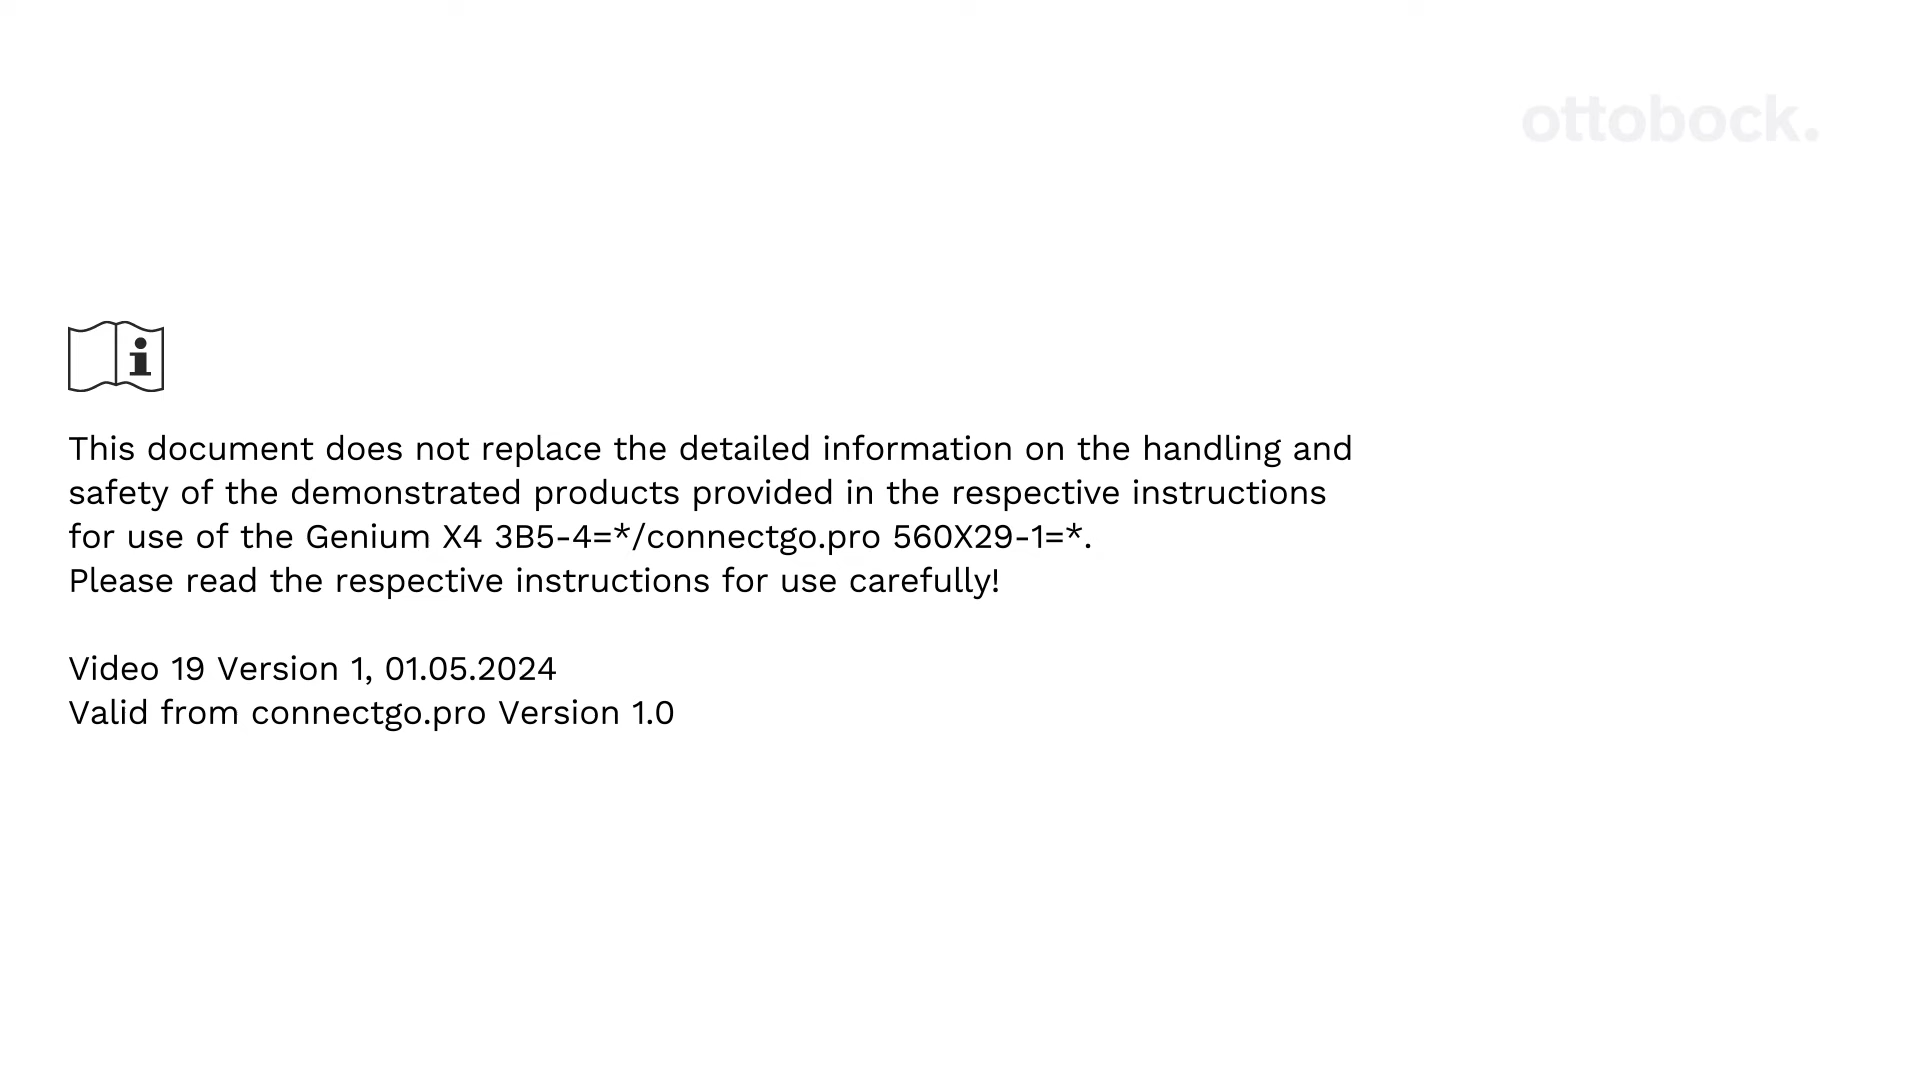 ottobock.
This document does not replace the detailed information on the handling and
safety of the demonstrated products provided in the respective instructions
for use of the Genium X4 3B5-4=*/connectgo.pro 560X29-1=*.
Please read the respective instructions for use carefully!
Video 19 Version 1, 01.05.2024
Valid from connectgo.pro Version 1.0